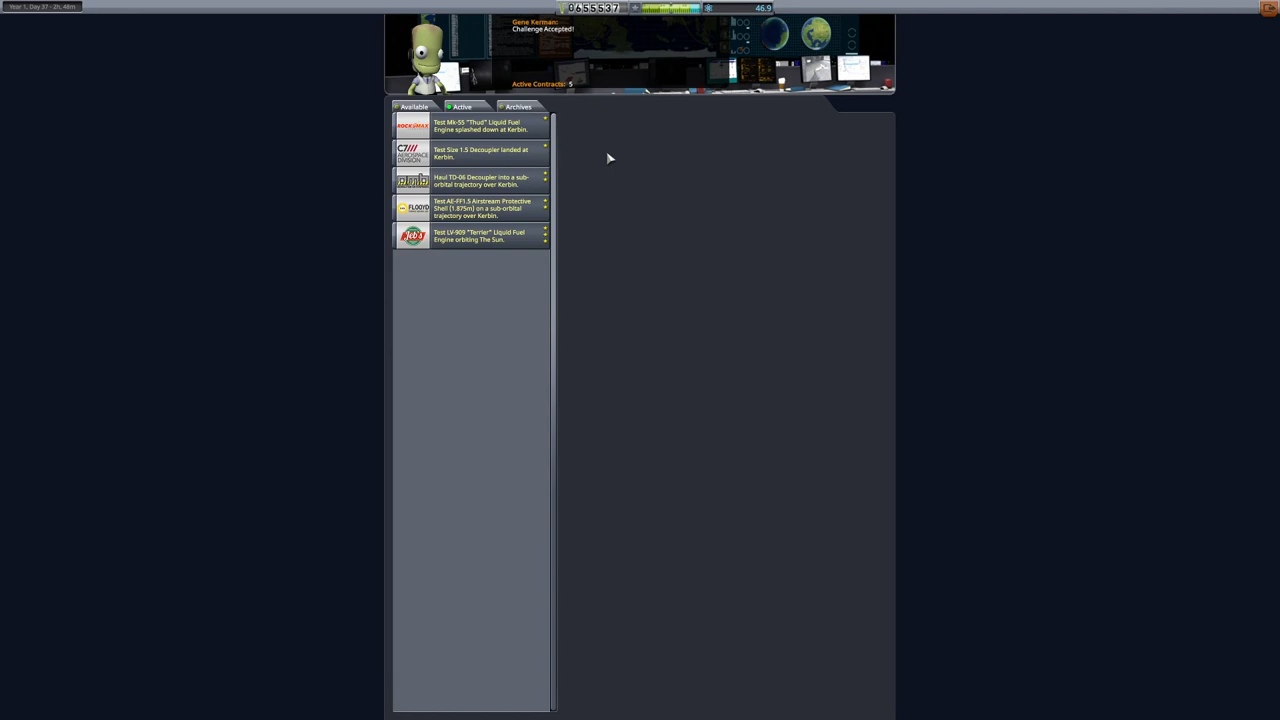 Year 1, Day 37 - 2h, 48m
0655537
46.9
Gene Kerman:
Challenge Accepted!
Active Contracts: 5
Available
Active
Archives
ROCKOMAX
Test Mk-55 "Thud" Liquid Fuel
Engine splashed down at Kerbin.
C7///
AEROSPACE
DIVISION
Test Size 1.5 Decoupler landed at
Kerbin.
Haul TD-06 Decoupler into a sub-
orbital trajectory over Kerbin.
FLOOYD
Test AE-FF1.5 Airstream Protective
Shell (1.875m) on a sub-orbital
trajectory over Kerbin.
Jeb's
Test LV-909 "Terrier" Liquid Fuel
Engine orbiting The Sun.